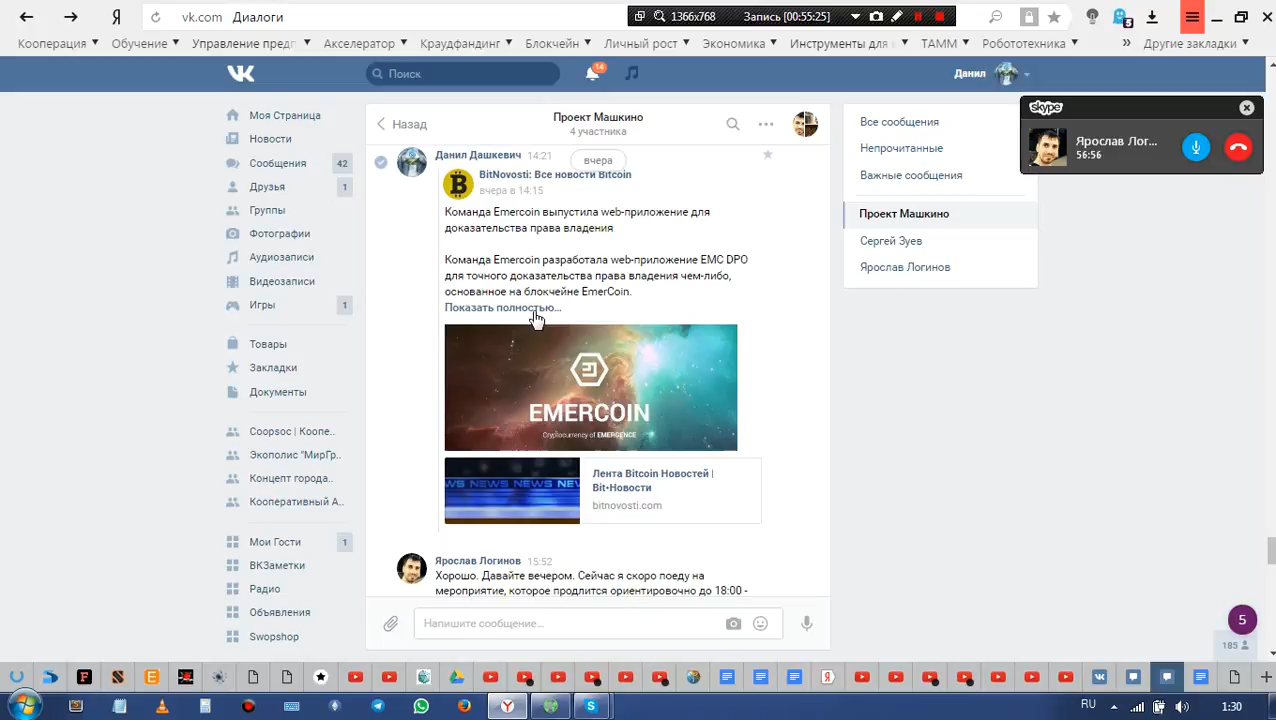 vk.com Диалоги
1366x768
Запись [00:55:25]
5
Кооперация
Обучение
Управление пред
Акселератор
Краудфандинг
Блокчейн
Личный рост
Экономика
Инструменты для
ТАММ
Робототехника
»
Другие закладки
Поиск
14
Данил
skype
Ярослав Лог...
56:56
Моя Страница
Новости
Сообщения 42
Друзья 1
Группы
Фотографии
Аудиозаписи
Видеозаписи
Игры 1
Товары
Закладки
Документы
Coopsoc | Коопе..
Экополис "МирГр..
Концепт города..
Кооперативный А..
Мои Гости 1
ВКЗаметки
Радио
Объявления
Swopshop
Назад
Проект Машкино
4 участника
Данил Дашкевич 14:21
вчера
BitNovosti: Все новости Bitcoin
вчера в 14:15
Команда Emercoin выпустила web-приложение для
доказательства права владения
Команда Emercoin разработала web-приложение EMC DPO
для точного доказательства права владения чем-либо,
основанное на блокчейне EmerCoin.
Показать полностью...
EMERCOIN
Cryptocurrency of EMERGENCE
WS NEWS NEWS NEV
Лента Bitcoin Новостей |
Bit•Новости
bitnovosti.com
Ярослав Логинов 15:52
Хорошо. Давайте вечером. Сейчас я скоро поеду на
мероприятие, которое продлится ориентировочно до 18:00 -
Напишите сообщение...
Все сообщения
Непрочитанные
Важные сообщения
Проект Машкино
Сергей Зуев
Ярослав Логинов
5
185
RU
1:30